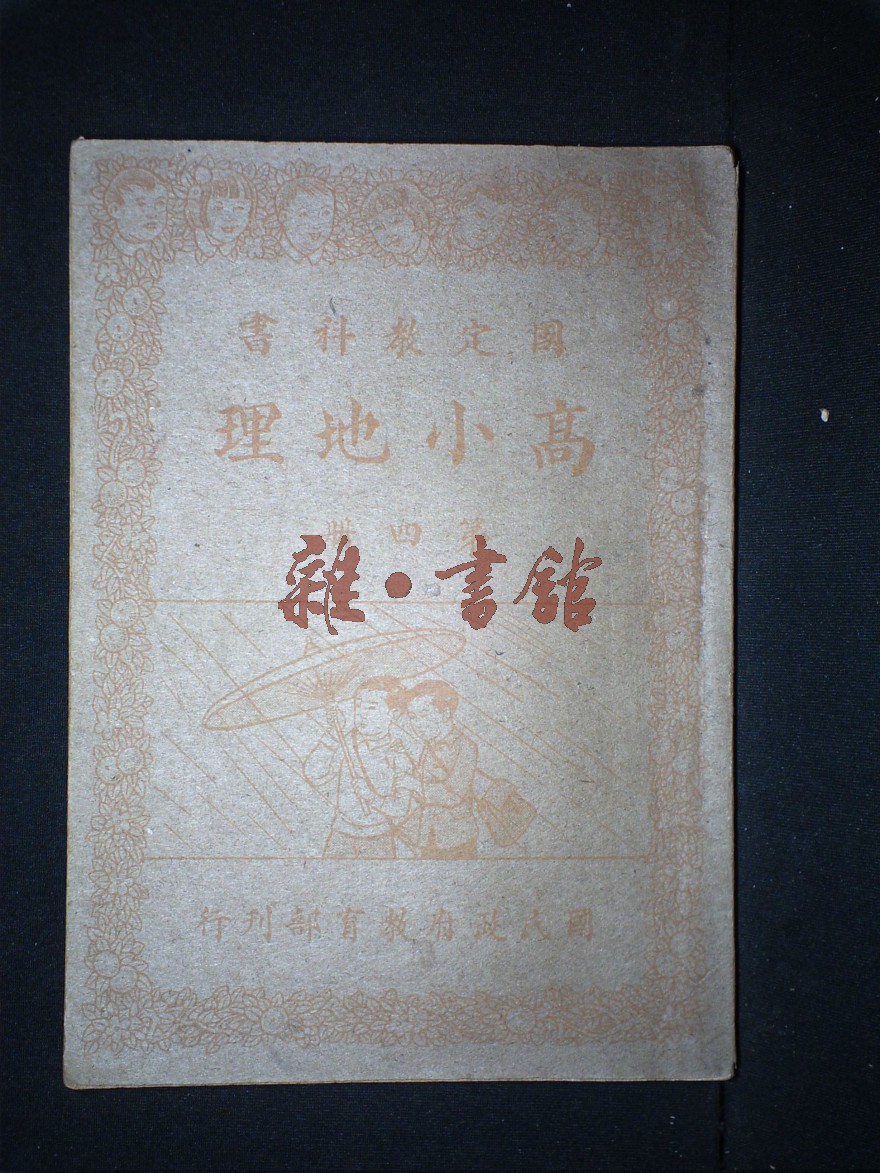 國定教科書
高小地理
第四册
雜·書館
國民政府教育部刊行